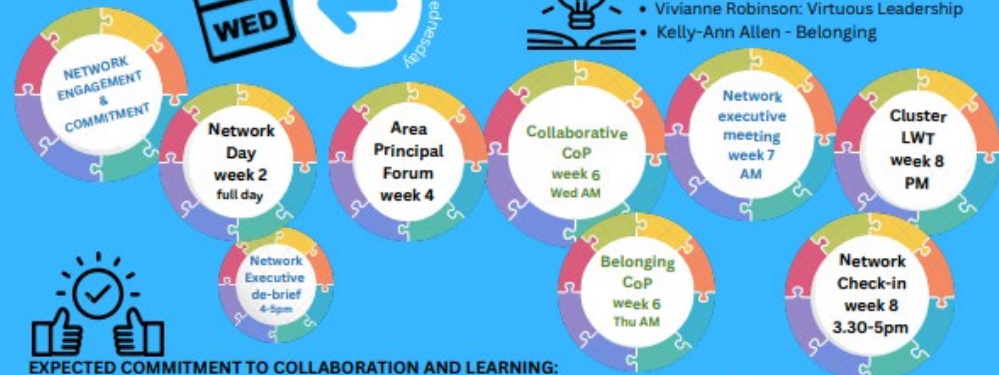 WED
ednesday
• Vivianne Robinson: Virtuous Leadership
• Kelly-Ann Allen - Belonging
NETWORK
ENGAGEMENT
&
COMMITMENT
Network
Day
week 2
full day
Area
Principal
Forum
week 4
Collaborative
CoP
week 6
Wed AM
Network
executive
meeting
week 7
AM
Cluster
LWT
week 8
PM
Network
Executive
de-brief
4-5pm
Belonging
CoP
week 6
Thu AM
Network
Check-in
week 8
3.30-5pm
EXPECTED COMMITMENT TO COLLABORATION AND LEARNING: